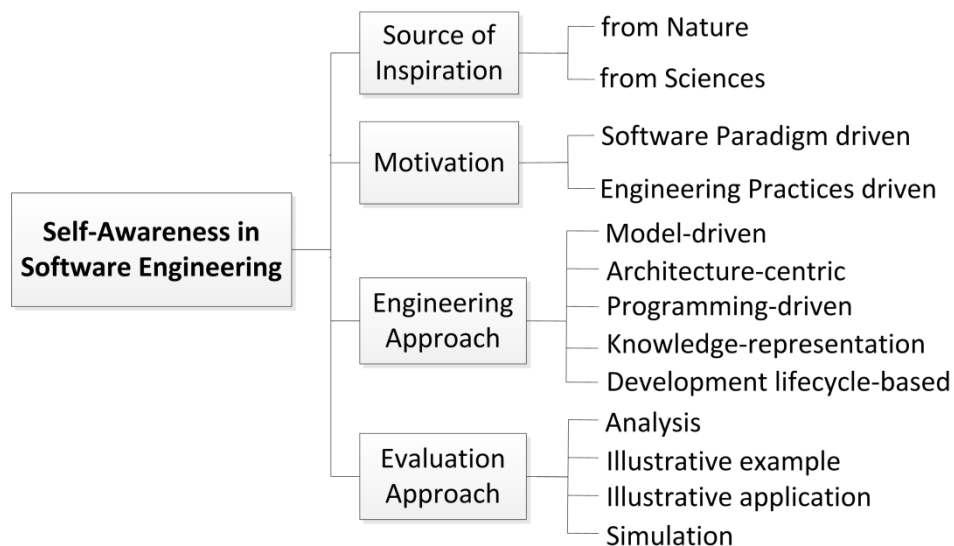 Self-Awareness in
Software Engineering
Source of
Inspiration
from Nature
from Sciences
Motivation
Software Paradigm driven
Engineering Practices driven
Engineering
Approach
Model-driven
Architecture-centric
Programming-driven
Knowledge-representation
Development lifecycle-based
Evaluation
Approach
Analysis
Illustrative example
Illustrative application
Simulation